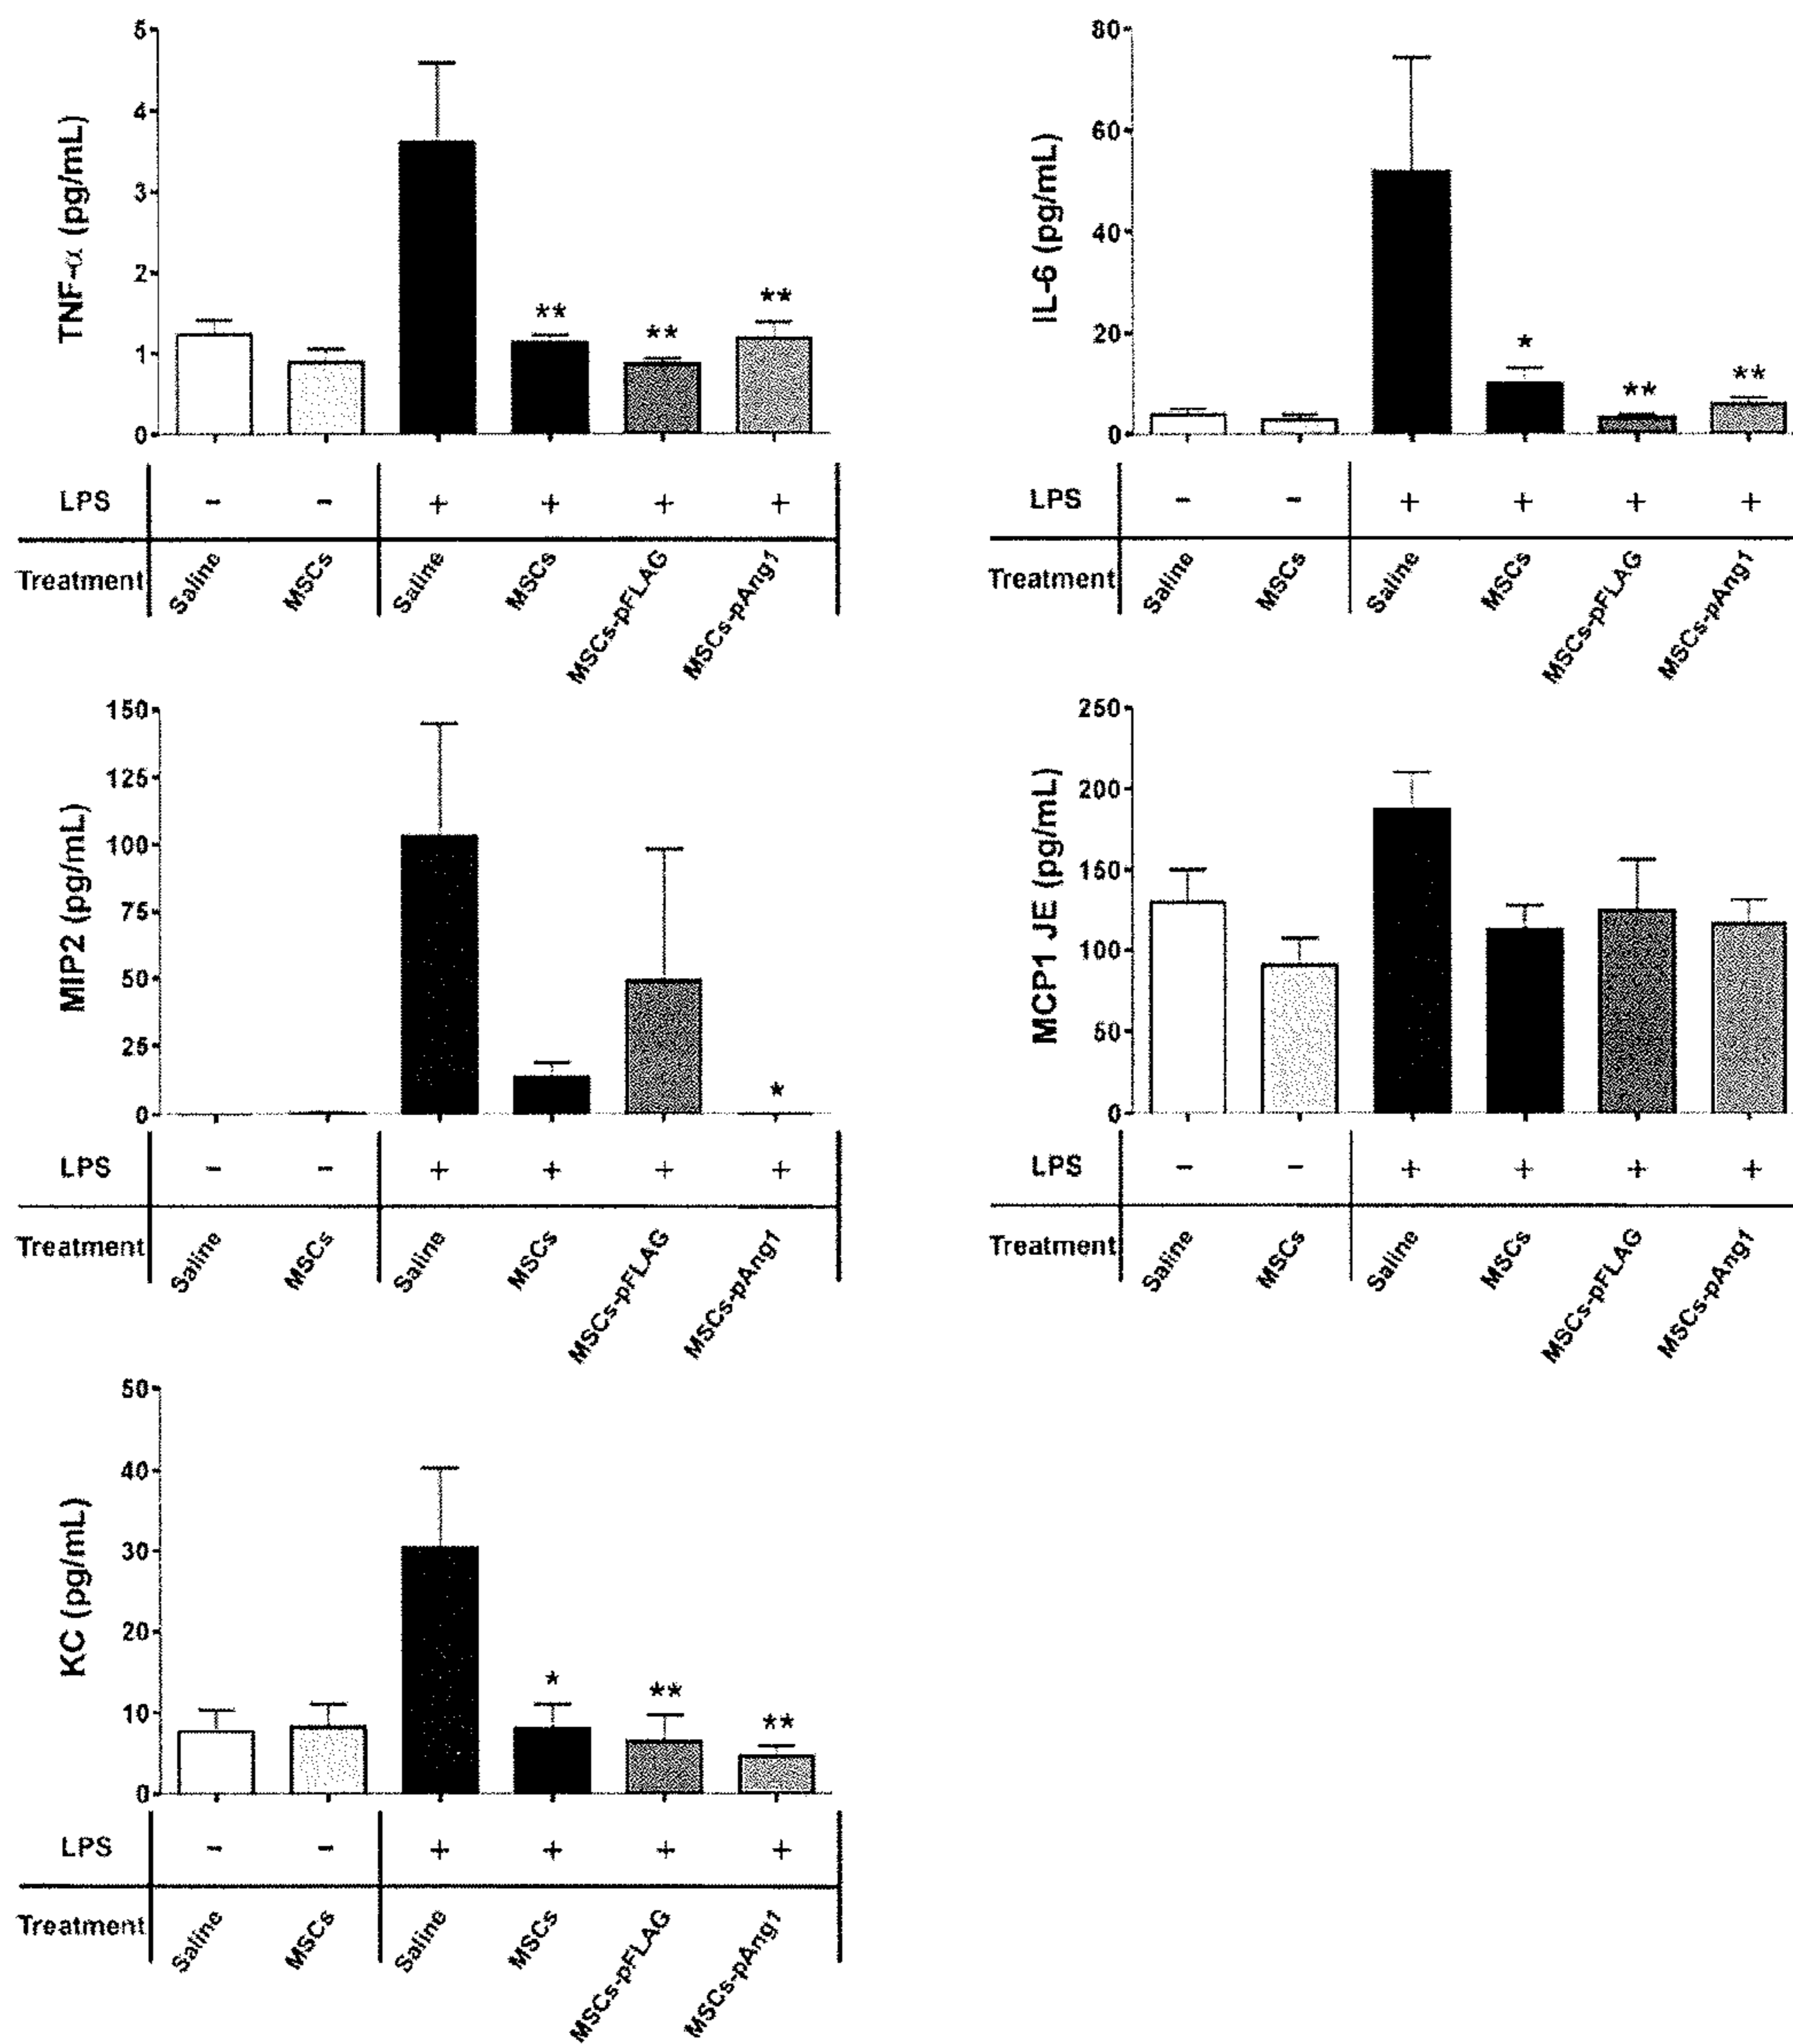 TNF-α (pg/mL)
5
4
3
2
1
0
** ** **
LPS - - + + + +
Treatment Saline MSCs Saline MSCs MSCs-pFLAG MSCs-pAng1
IL-6 (pg/mL)
80
60
40
20
0
* ** **
LPS - - + + + +
Treatment Saline MSCs Saline MSCs MSCs-pFLAG MSCs-pAng1
MIP2 (pg/mL)
150
125
100
75
50
25
0
*
LPS - - + + + +
Treatment Saline MSCs Saline MSCs MSCs-pFLAG MSCs-pAng1
MCP1 JE (pg/mL)
250
200
150
100
50
0
LPS - - + + + +
Treatment Saline MSCs Saline MSCs MSCs-pFLAG MSCs-pAng1
KC (pg/mL)
50
40
30
20
10
0
* ** **
LPS - - + + + +
Treatment Saline MSCs Saline MSCs MSCs-pFLAG MSCs-pAng1